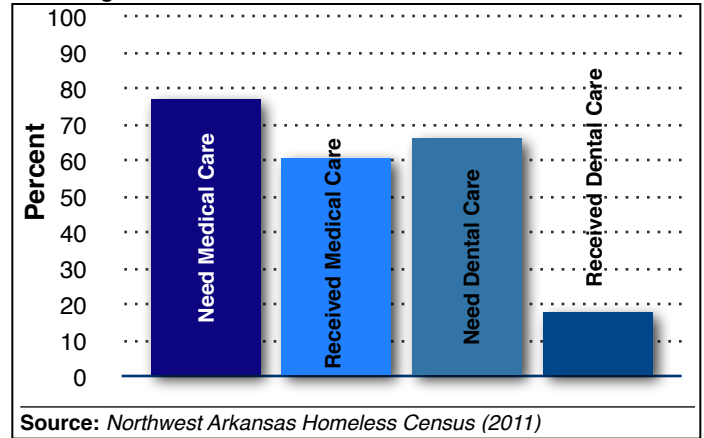 100
90
80
70
60
50
40
30
20
10
0
Percent
Need Medical Care
Received Medical Care
Need Dental Care
Received Dental Care
Source: Northwest Arkansas Homeless Census (2011)